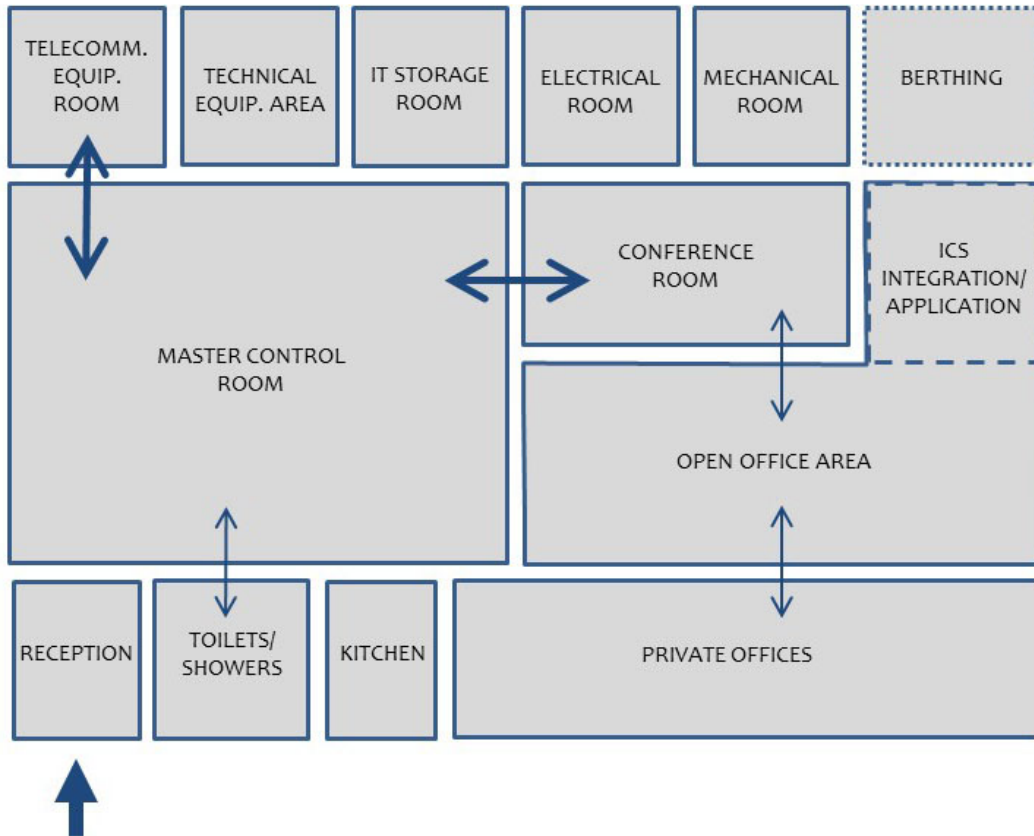 TELECOMM.
EQUIP.
ROOM
TECHNICAL
EQUIP. AREA
IT STORAGE
ROOM
ELECTRICAL
ROOM
MECHANICAL
ROOM
BERTHING
MASTER CONTROL
ROOM
CONFERENCE
ROOM
ICS
INTEGRATION/
APPLICATION
OPEN OFFICE AREA
RECEPTION
TOILETS/
SHOWERS
KITCHEN
PRIVATE OFFICES